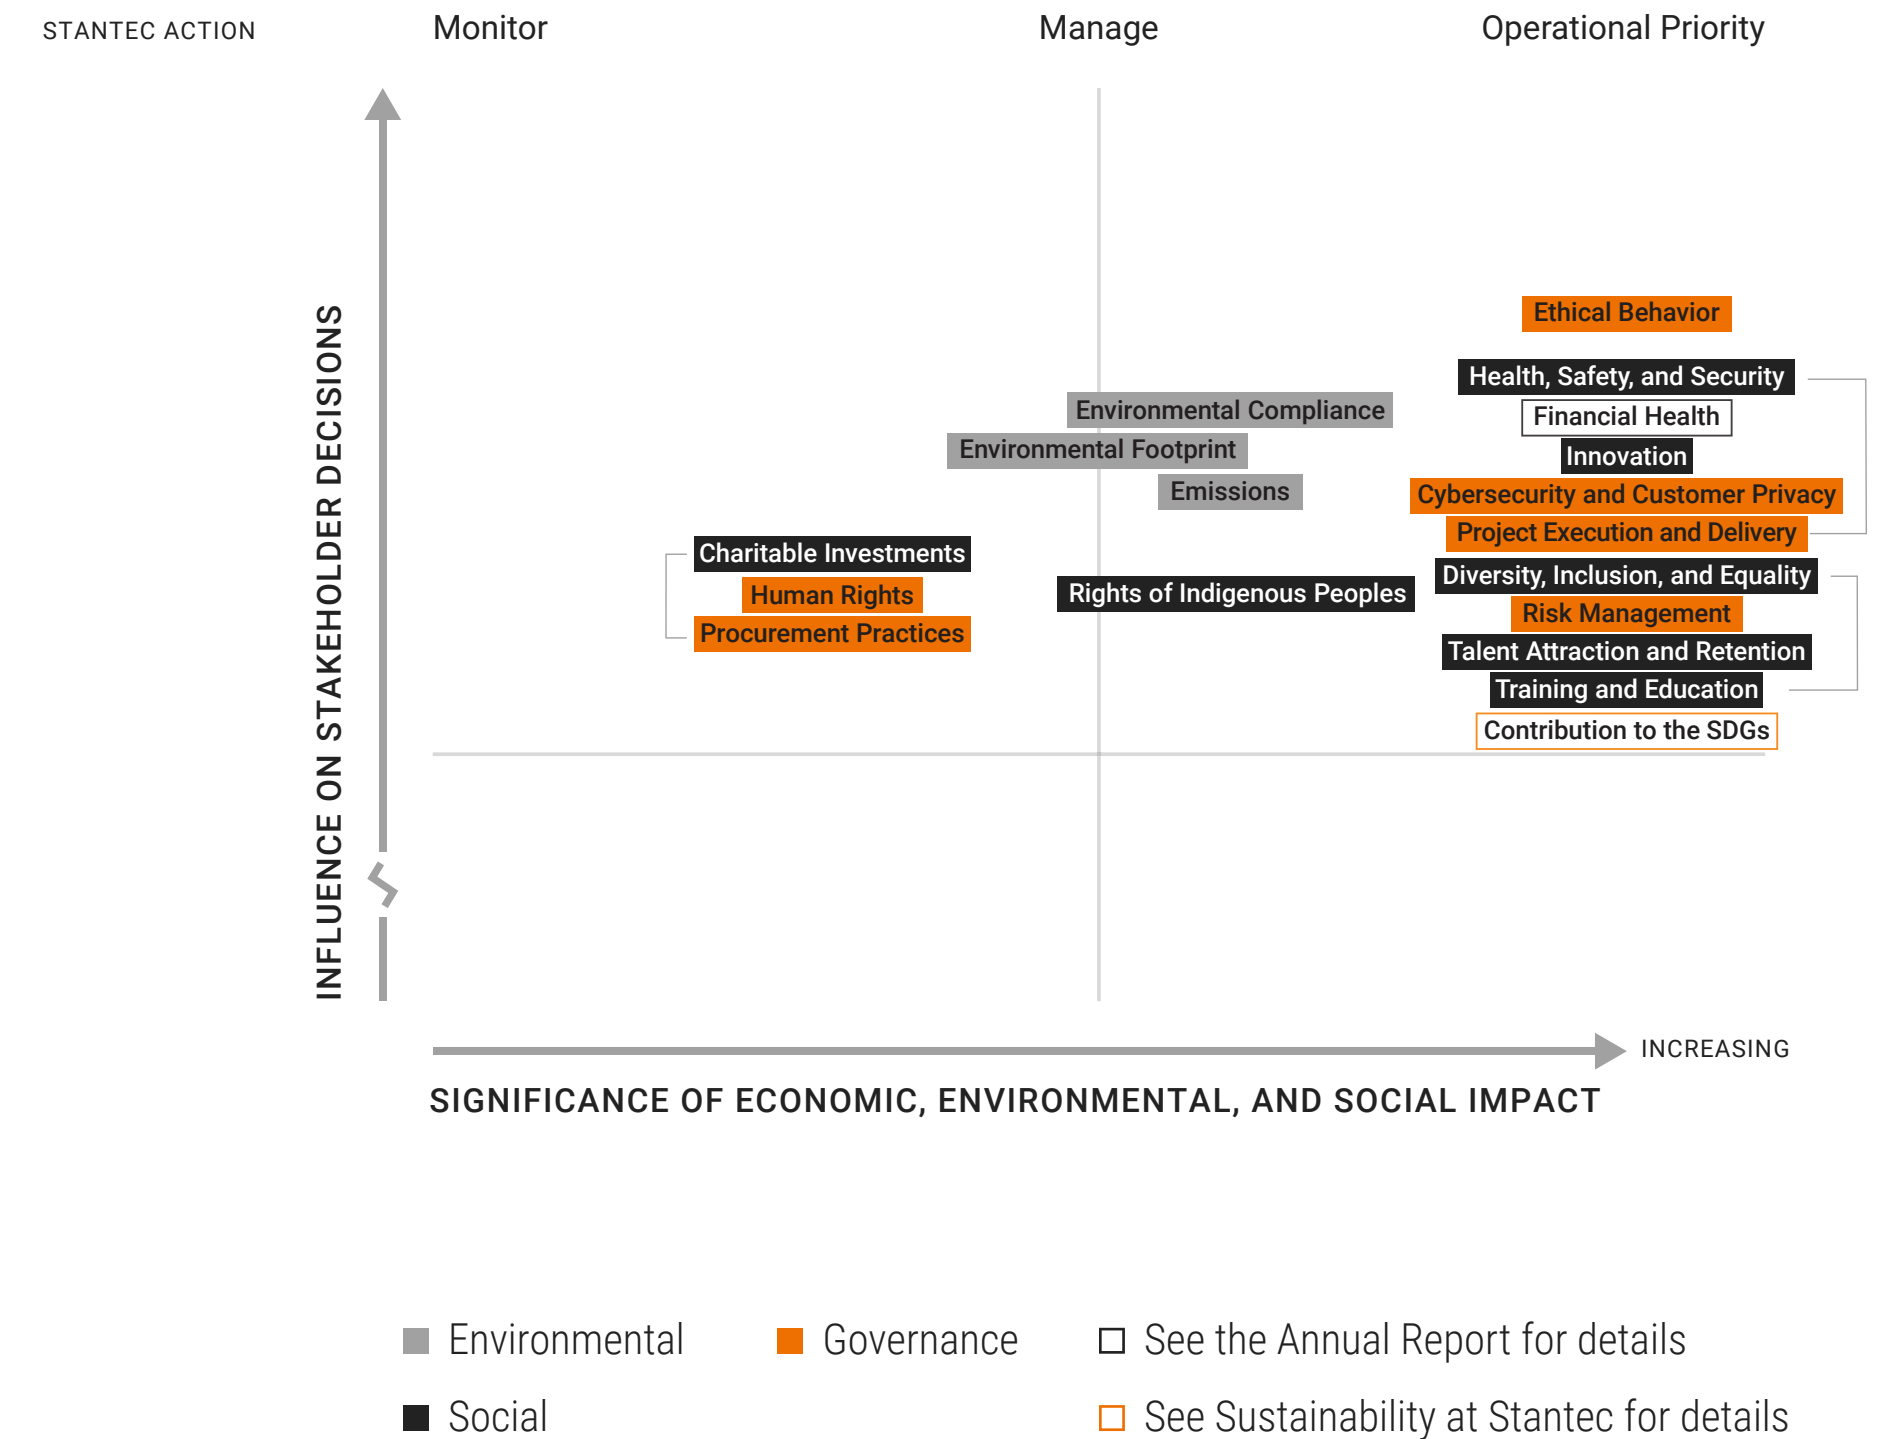 STANTEC ACTION
Monitor
Manage
Operational Priority
INFLUENCE ON STAKEHOLDER DECISIONS
Ethical Behavior
Health, Safety, and Security
Financial Health
Innovation
Cybersecurity and Customer Privacy
Project Execution and Delivery
Diversity, Inclusion, and Equality
Risk Management
Talent Attraction and Retention
Training and Education
Contribution to the SDGs
Environmental Compliance
Environmental Footprint
Emissions
Rights of Indigenous Peoples
Charitable Investments
Human Rights
Procurement Practices
INCREASING
SIGNIFICANCE OF ECONOMIC, ENVIRONMENTAL, AND SOCIAL IMPACT
Environmental
Governance
See the Annual Report for details
Social
See Sustainability at Stantec for details